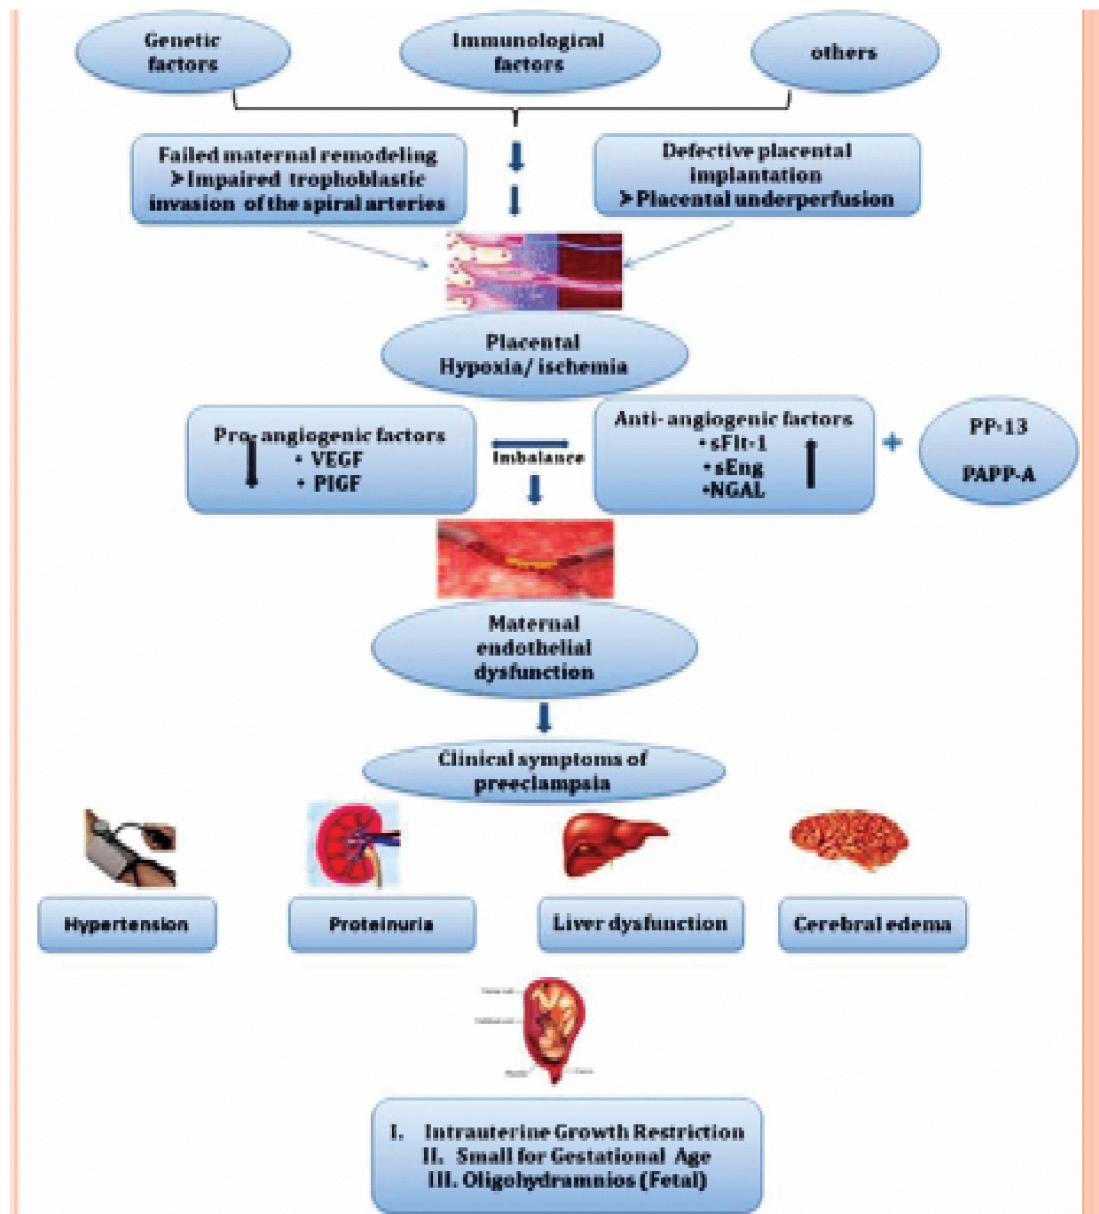 Genetic
factors
Immunological
factors
others
Failed maternal remodeling
➤Impaired trophoblastic
invasion of the spiral arteries
Defective placental
implantation
➤Placental underperfusion
Placental
Hypoxia/ ischemia
Pro-angiogenic factors
• VEGF
• PIGF
Imbalance
Anti- angiogenic factors
• sFlt-1
• sEng
• NGAL
+
PP-13
PAPP-A
Maternal
endothelial
dysfunction
Clinical symptoms of
preeclampsia
Hypertension
Proteinuria
Liver dysfunction
Cerebral edema
I. Intrauterine Growth Restriction
II. Small for Gestational Age
III. Oligohydramnios (Fetal)